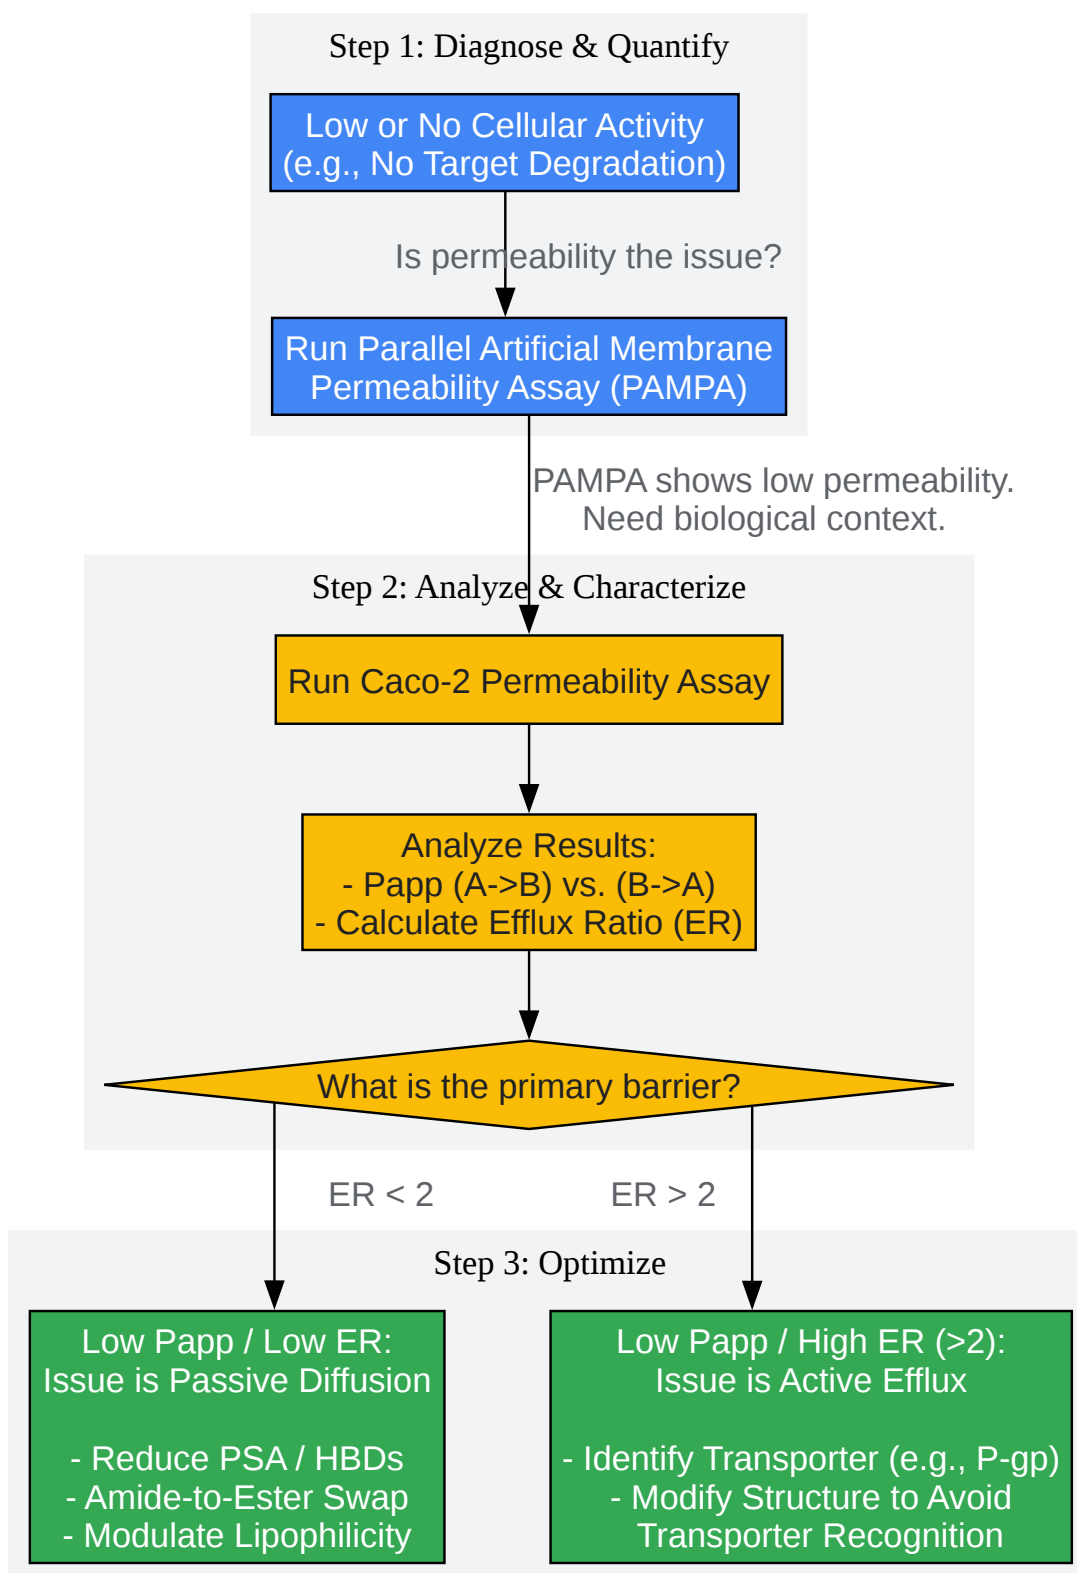 Step 1: Diagnose & Quantify
Low or No Cellular Activity
(e.g., No Target Degradation)
Is permeability the issue?
Run Parallel Artificial Membrane
Permeability Assay (PAMPA)
PAMPA shows low permeability.
Need biological context.
Step 2: Analyze & Characterize
Run Caco-2 Permeability Assay
Analyze Results:
- Papp (A->B) vs. (B->A)
- Calculate Efflux Ratio (ER)
What is the primary barrier?
ER < 2
ER > 2
Step 3: Optimize
Low Papp / Low ER:
Issue is Passive Diffusion
- Reduce PSA / HBDs
- Amide-to-Ester Swap
- Modulate Lipophilicity
Low Papp / High ER (>2):
Issue is Active Efflux
- Identify Transporter (e.g., P-gp)
- Modify Structure to Avoid
Transporter Recognition